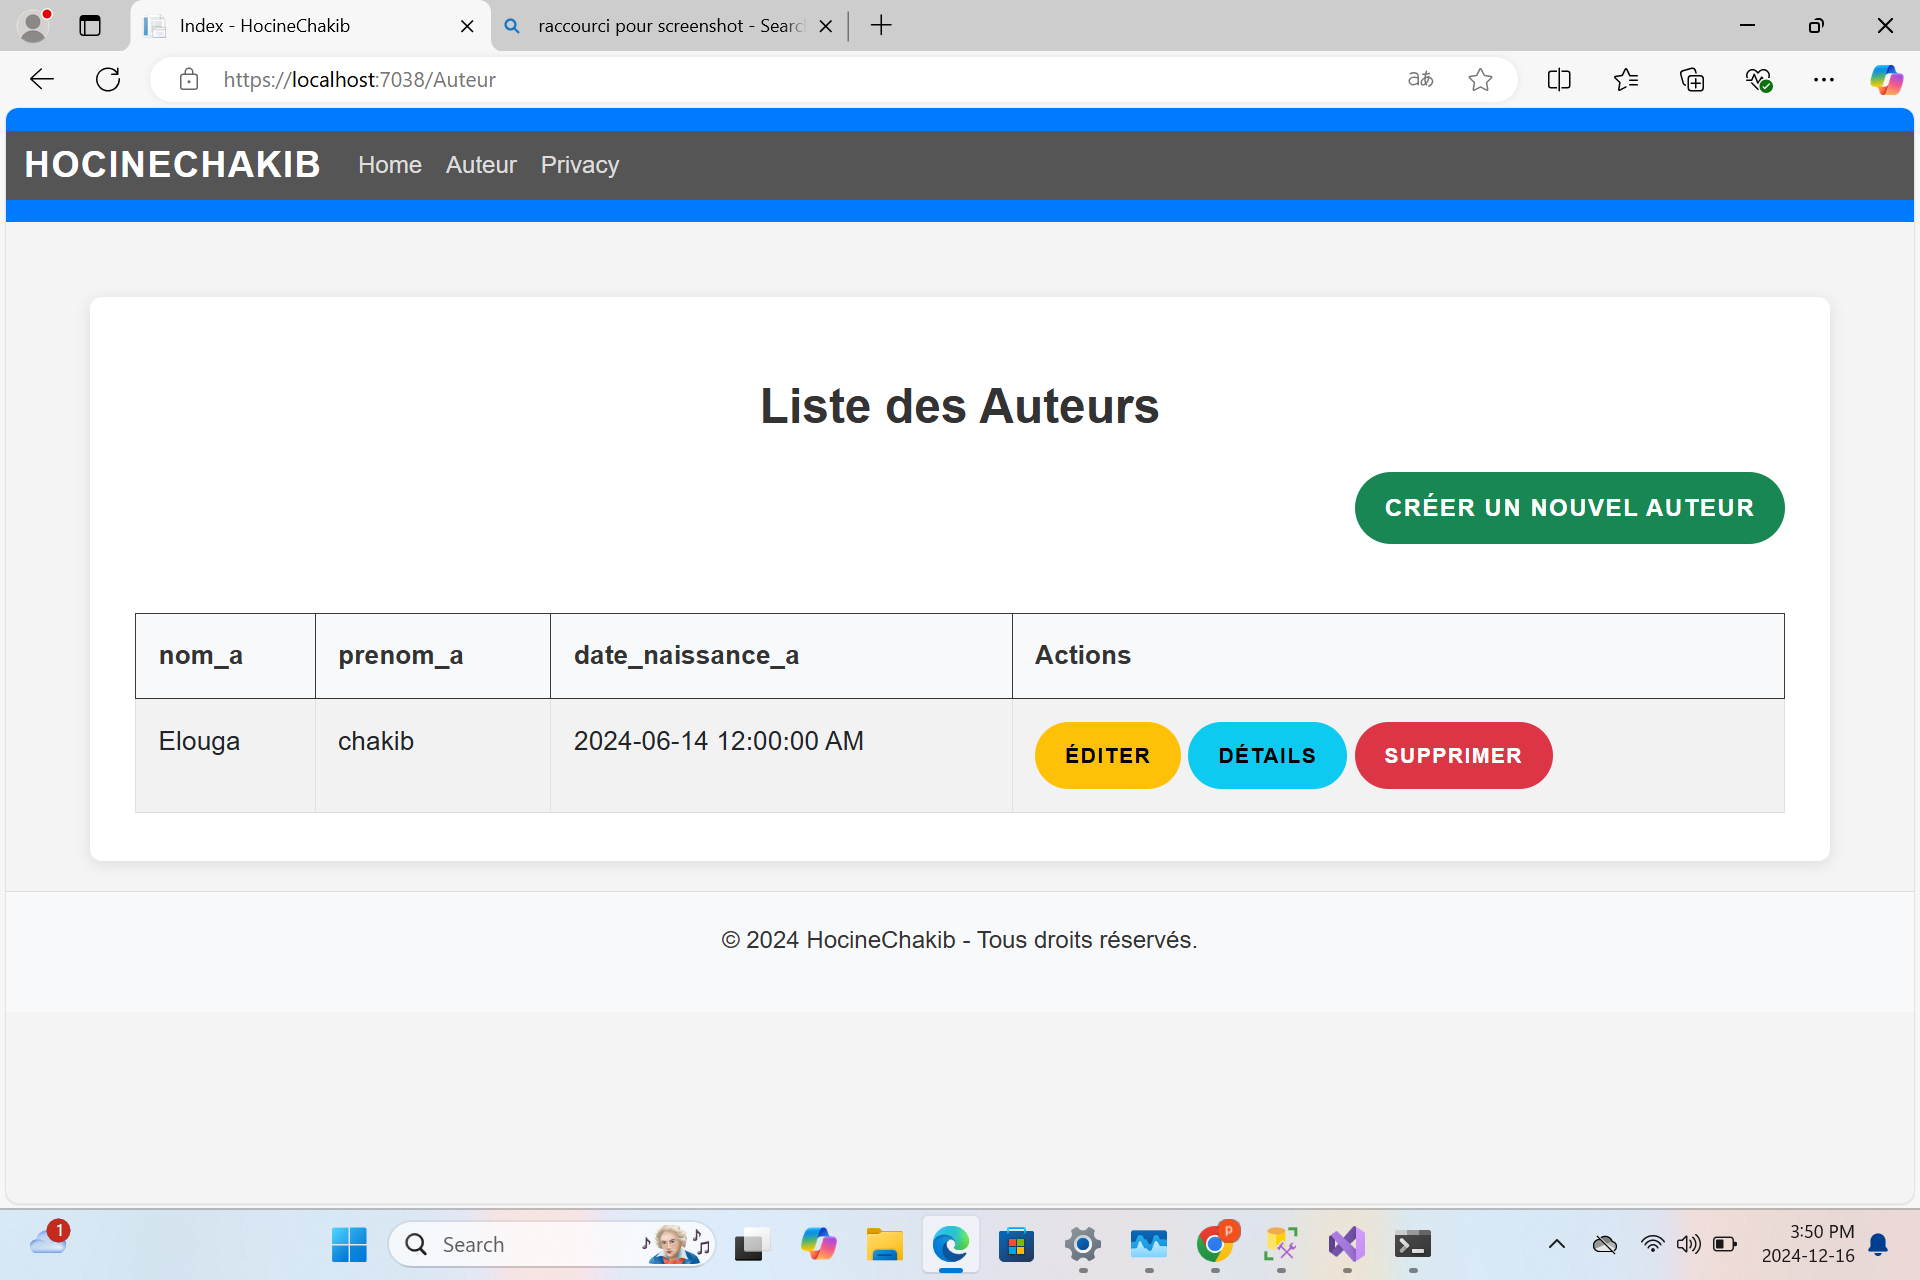 Index - HocineChakib
raccourci pour screenshot - Searc
https://localhost:7038/Auteur
HOCINECHAKIB Home Auteur Privacy
Liste des Auteurs
CRÉER UN NOUVEL AUTEUR
nom_a prenom_a date_naissance_a Actions
Elouga chakib 2024-06-14 12:00:00 AM ÉDITER DÉTAILS SUPPRIMER
© 2024 HocineChakib - Tous droits réservés.
1
Search
P
3:50 PM
2024-12-16